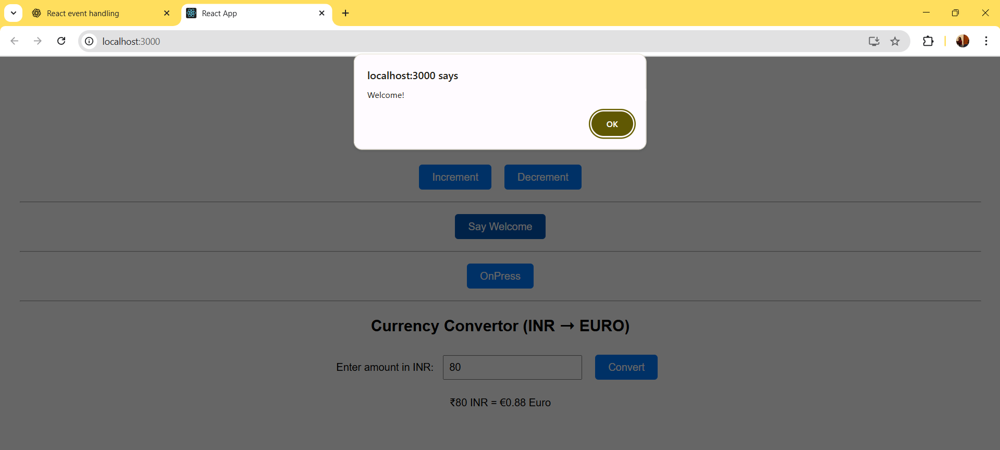 React event handling
React App
localhost:3000
localhost:3000 says
Welcome!
OK
Increment
Decrement
Say Welcome
OnPress
Currency Convertor (INR → EURO)
Enter amount in INR:
80
Convert
₹80 INR = €0.88 Euro